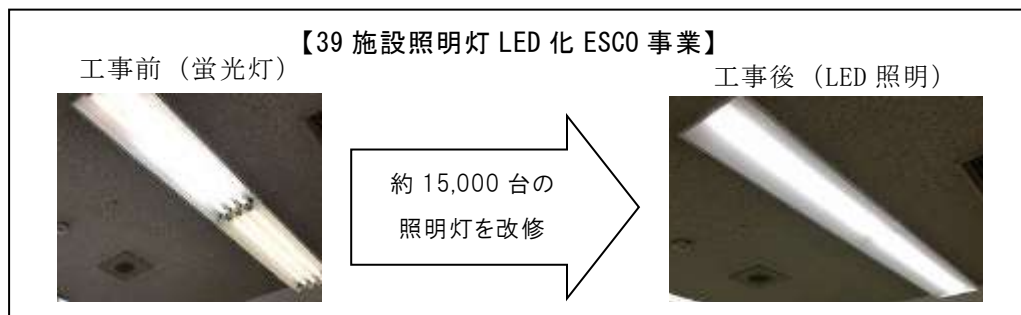 【39 施設照明灯 LED 化 ESCO 事業】
工事前（蛍光灯）
工事後（LED 照明）
約 15,000 台の
照明灯を改修